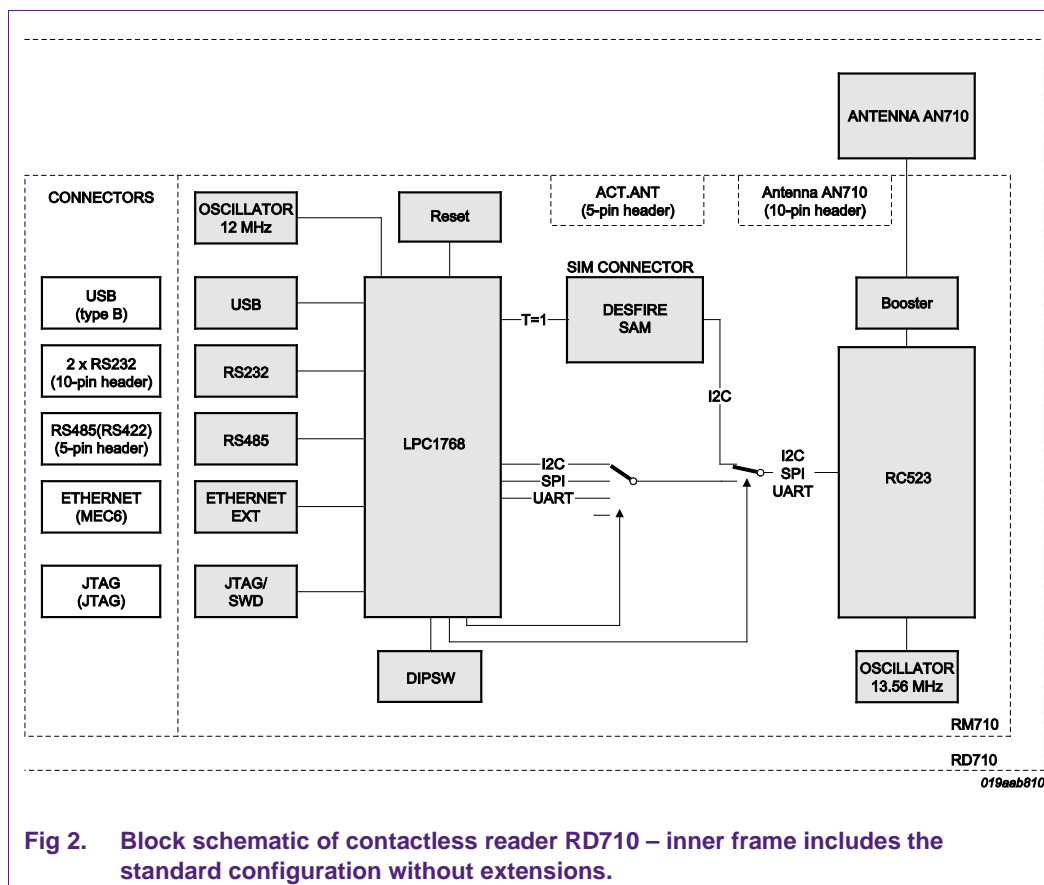 ANTENNA AN710
CONNECTORS
OSCILLATOR
12 MHz
Reset
ACT.ANT
(5-pin header)
Antenna AN710
(10-pin header)
SIM CONNECTOR
USB
(type B)
USB
T=1
DESFIRE
SAM
Booster
2 x RS232
(10-pin header)
RS232
I2C
RS485(RS422)
(5-pin header)
RS485
LPC1768
I2C
SPI
UART
I2C
SPI
UART
RC523
ETHERNET
(MEC6)
ETHERNET
EXT
JTAG
(JTAG)
JTAG/
SWD
DIPSW
OSCILLATOR
13.56 MHz
RM710
RD710
019aab810
Fig 2. Block schematic of contactless reader RD710 – inner frame includes the
standard configuration without extensions.